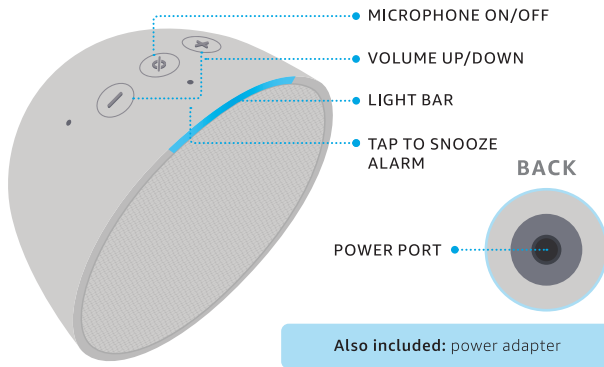 MICROPHONE ON/OFF
VOLUME UP/DOWN
LIGHT BAR
TAP TO SNOOZE
ALARM
BACK
POWER PORT
Also included: power adapter